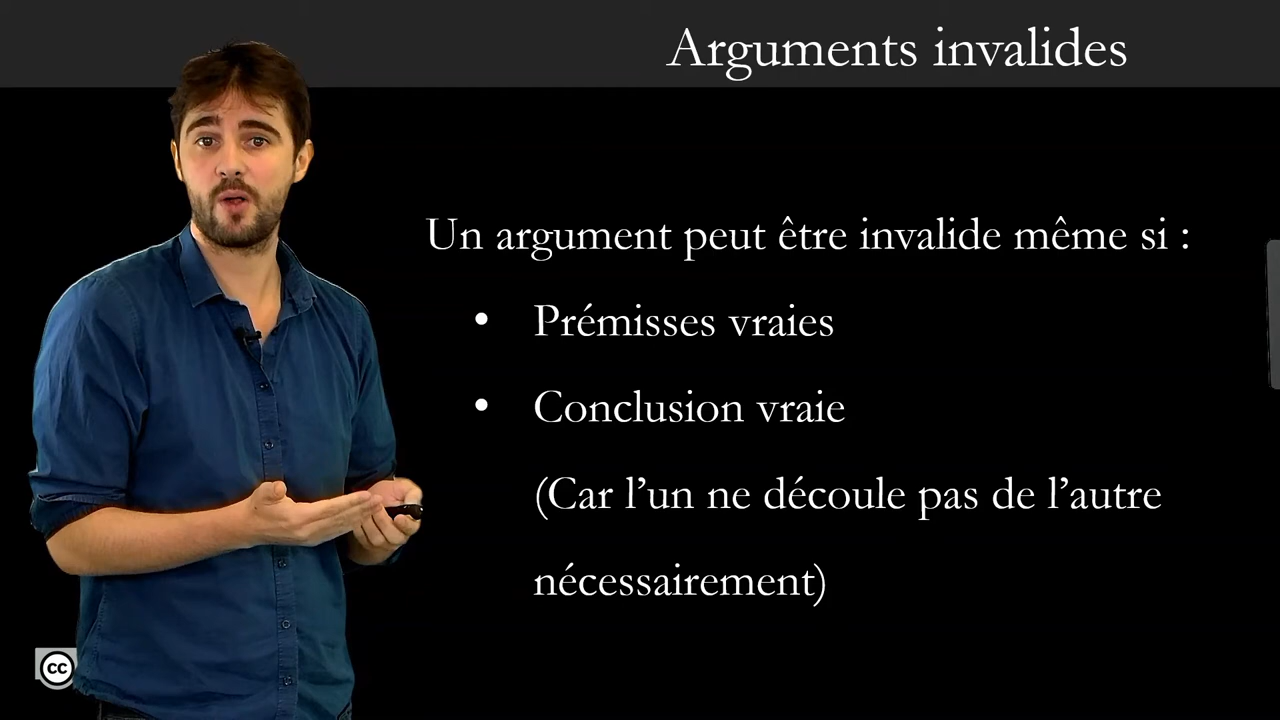 Arguments invalides
Un argument peut être invalide même si :
• Prémisses vraies
• Conclusion vraie
(Car l’un ne découle pas de l’autre
nécessairement)
cc